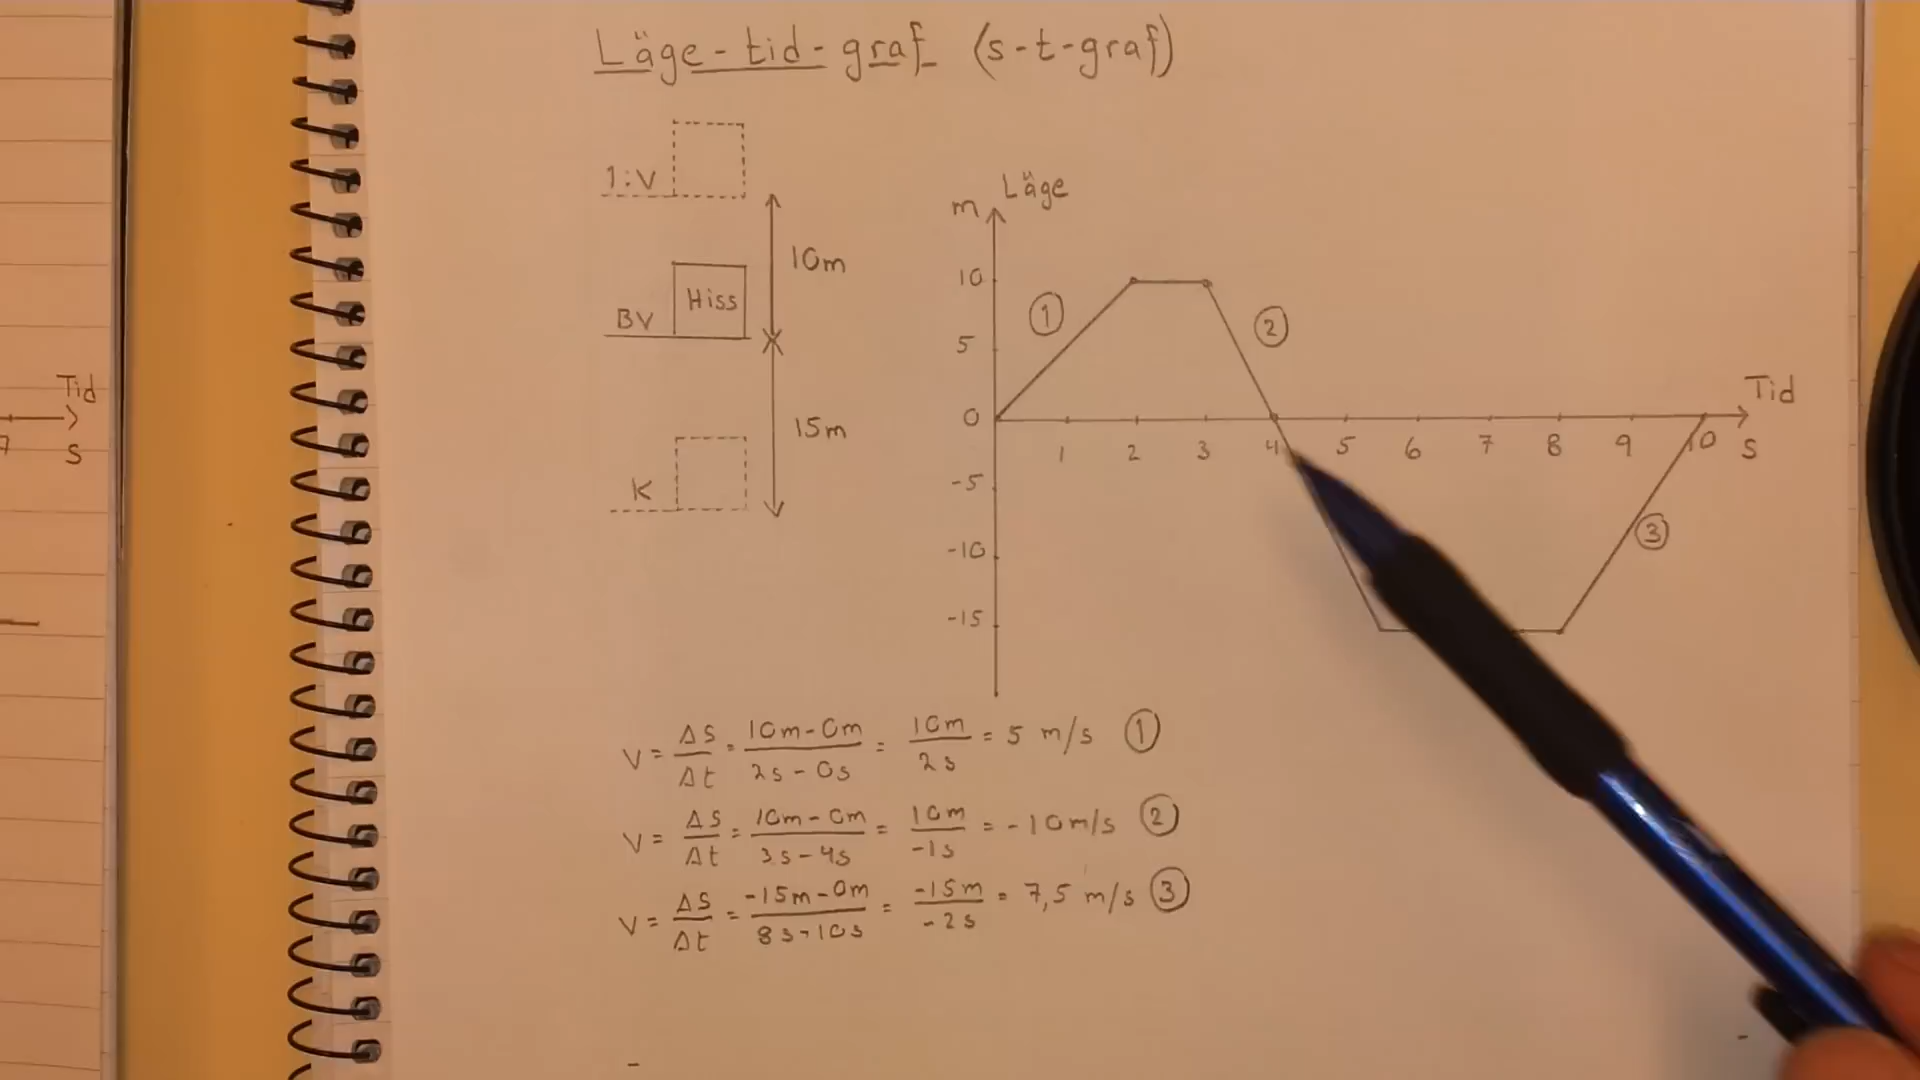 Läge-tid-graf (s-t-graf)
1:V
10m
BV
Hiss
15m
K
m Läge
10
5
0
-5
-10
-15
1 2 3 4 5 6 7 8 9 10
Tid
s
1
2
3
V = Δs/Δt = 10m-0m/2s-0s = 10m/2s = 5 m/s 1
V = Δs/Δt = 10m-0m/3s-4s = 10m/-1s = -10m/s 2
V = Δs/Δt = -15m-0m/8s-10s = -15m/-2s = 7,5 m/s 3
Tid
7
s